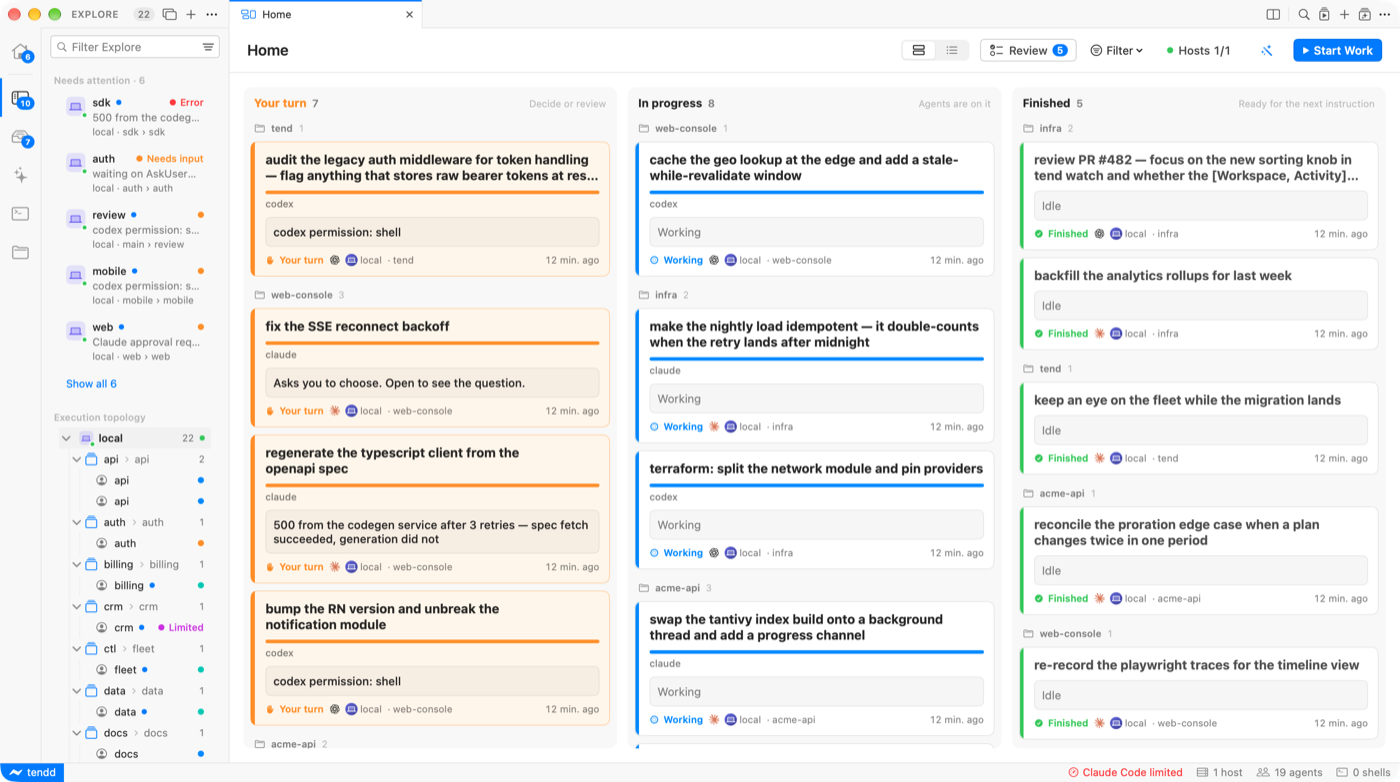 EXPLORE 22
Home
6
Filter Explore
10
7
Needs attention · 6
sdk Error
500 from the codeg...
local · sdk › sdk
auth Needs input
waiting on AskUser...
local · auth › auth
review
codex permission: s...
local · main › review
mobile
codex permission: s...
local · mobile › mobile
web
Claude approval req...
local · web › web
Show all 6
Execution topology
local 22
api › api 2
api
api
auth › auth 1
auth
billing › billing 1
billing
crm › crm 1
crm Limited
ctl › fleet 1
fleet
data › data 1
data
docs › docs 1
docs
Home
Review 5
Filter
Hosts 1/1
Start Work
Your turn 7 Decide or review
tend 1
audit the legacy auth middleware for token handling
— flag anything that stores raw bearer tokens at res...
codex
codex permission: shell
Your turn local · tend 12 min. ago
web-console 3
fix the SSE reconnect backoff
claude
Asks you to choose. Open to see the question.
Your turn local · web-console 12 min. ago
regenerate the typescript client from the
openapi spec
claude
500 from the codegen service after 3 retries — spec fetch
succeeded, generation did not
Your turn local · web-console 12 min. ago
bump the RN version and unbreak the
notification module
codex
codex permission: shell
Your turn local · web-console 12 min. ago
acme-api 2
In progress 8 Agents are on it
web-console 1
cache the geo lookup at the edge and add a stale-
while-revalidate window
codex
Working
Working local · web-console 12 min. ago
infra 2
make the nightly load idempotent — it double-counts
when the retry lands after midnight
claude
Working
Working local · infra 12 min. ago
terraform: split the network module and pin providers
codex
Working
Working local · infra 12 min. ago
acme-api 3
swap the tantivy index build onto a background
thread and add a progress channel
claude
Working
Working local · acme-api 12 min. ago
Finished 5 Ready for the next instruction
infra 2
review PR #482 — focus on the new sorting knob in
tend watch and whether the [Workspace, Activity]...
Idle
Finished local · infra 12 min. ago
backfill the analytics rollups for last week
Idle
Finished local · infra 12 min. ago
tend 1
keep an eye on the fleet while the migration lands
Idle
Finished local · tend 12 min. ago
acme-api 1
reconcile the proration edge case when a plan
changes twice in one period
Idle
Finished local · acme-api 12 min. ago
web-console 1
re-record the playwright traces for the timeline view
Idle
Finished local · web-console 12 min. ago
tendd
Claude Code limited
1 host
19 agents
0 shells